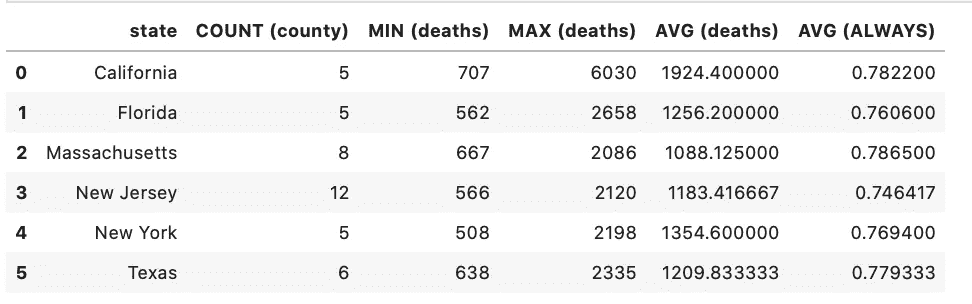 state COUNT (county) MIN (deaths) MAX (deaths) AVG (deaths) AVG (ALWAYS)
0 California 5 707 6030 1924.400000 0.782200
1 Florida 5 562 2658 1256.200000 0.760600
2 Massachusetts 8 667 2086 1088.125000 0.786500
3 New Jersey 12 566 2120 1183.416667 0.746417
4 New York 5 508 2198 1354.600000 0.769400
5 Texas 6 638 2335 1209.833333 0.779333